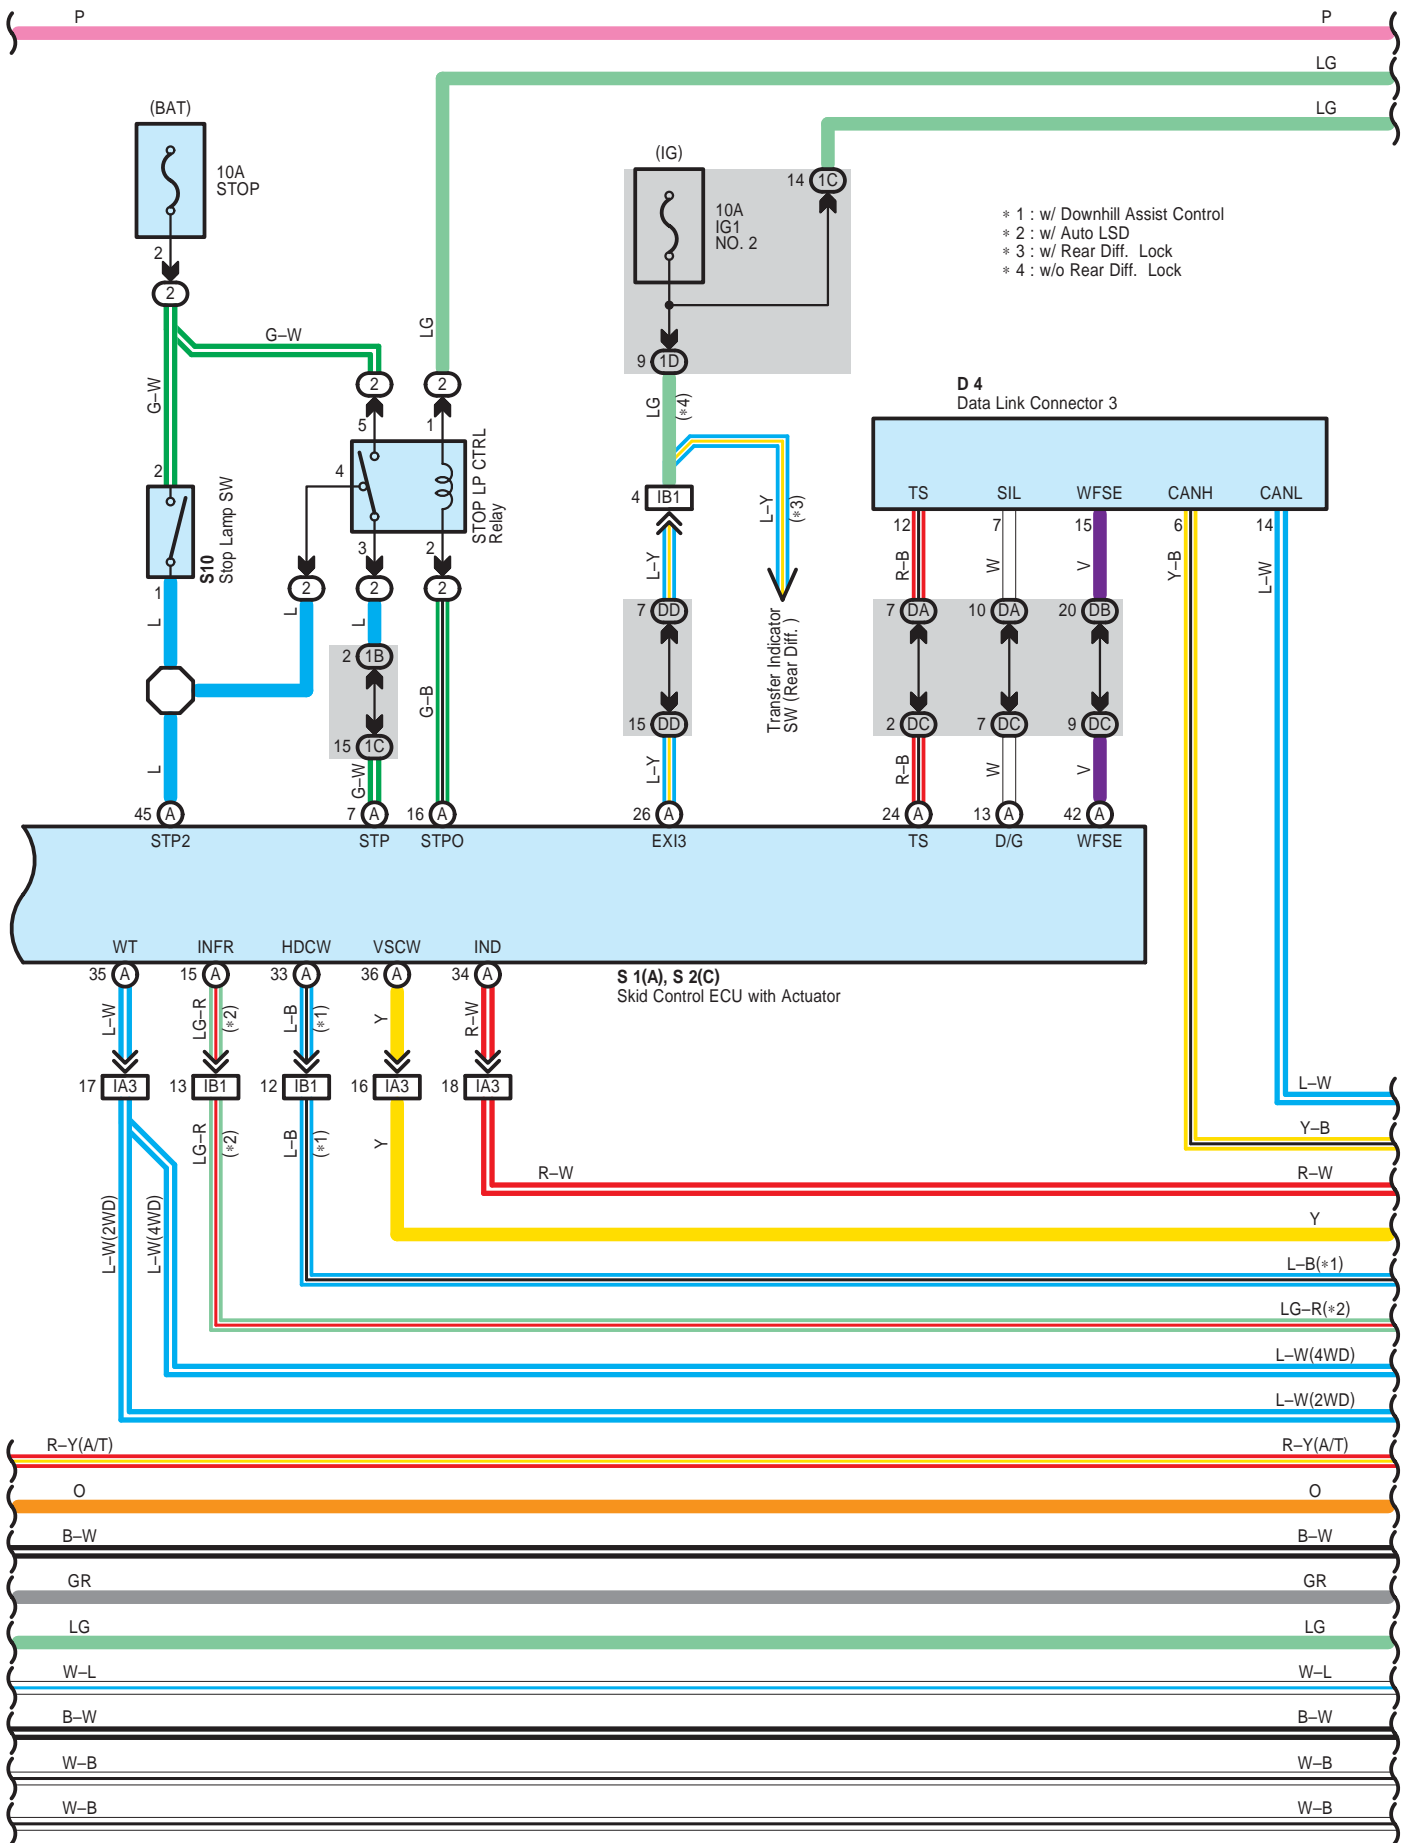 P P
LG
LG
(BAT)
10A
STOP
2
2
(IG)
10A
IG1
NO. 2
14 1C
9 1D
∗ 1 : w/ Downhill Assist Control
∗ 2 : w/ Auto LSD
∗ 3 : w/ Rear Diff. Lock
∗ 4 : w/o Rear Diff. Lock
G–W
G–W
LG
2
2
5
1
4
3
2
STOP LP CTRL
Relay
2
S10
Stop Lamp SW
1
2
2
2
L
L
L
L
2 1B
15 1C
G–W
G–B
LG
(∗4)
4 IB1
L–Y
(∗3)
L–Y
7 DD
15 DD
L–Y
Transfer Indicator
SW (Rear Diff. )
D 4
Data Link Connector 3
TS SIL WFSE CANH CANL
12 7 15 6 14
R–B W V Y–B L–W
7 DA 10 DA 20 DB
2 DC 7 DC 9 DC
R–B W V
45 A 7 A 16 A 26 A 24 A 13 A 42 A
STP2 STP STPO EXI3 TS D/G WFSE
WT INFR HDCW VSCW IND
35 A 15 A 33 A 36 A 34 A
S 1(A), S 2(C)
Skid Control ECU with Actuator
L–W LG–R (∗2) L–B (∗1) Y R–W
17 IA3 13 IB1 12 IB1 16 IA3 18 IA3
LG–R (∗2) L–B (∗1) Y
L–W(2WD)
L–W(4WD)
L–W
Y–B
R–W R–W
Y
L–B(∗1)
LG–R(∗2)
L–W(4WD)
L–W(2WD)
R–Y(A/T) R–Y(A/T)
O O
B–W B–W
GR GR
LG LG
W–L W–L
B–W B–W
W–B W–B
W–B W–B